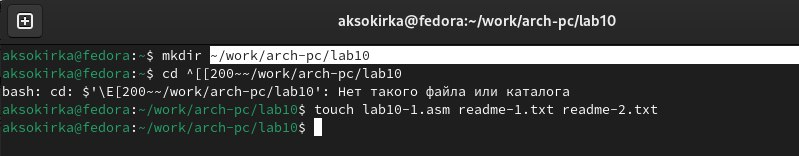 aksokirka@fedora:~/work/arch-pc/lab10
aksokirka@fedora:~$ mkdir ~/work/arch-pc/lab10
aksokirka@fedora:~$ cd ^[[200~~/work/arch-pc/lab10
bash: cd: $'\E[200~~/work/arch-pc/lab10': Нет такого файла или каталога
aksokirka@fedora:~/work/arch-pc/lab10$ touch lab10-1.asm readme-1.txt readme-2.txt
aksokirka@fedora:~/work/arch-pc/lab10$